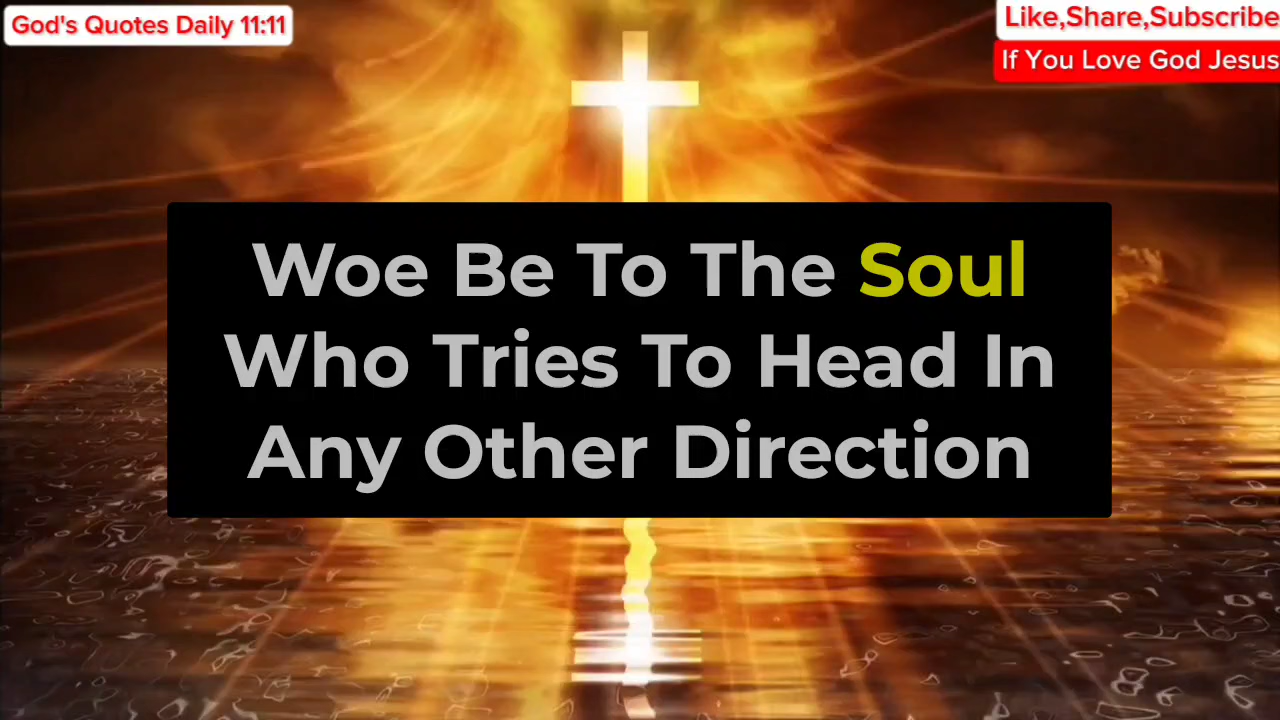 God's Quotes Daily 11:11
Like,Share,Subscribe
If You Love God Jesus
Woe Be To The Soul
Who Tries To Head In
Any Other Direction